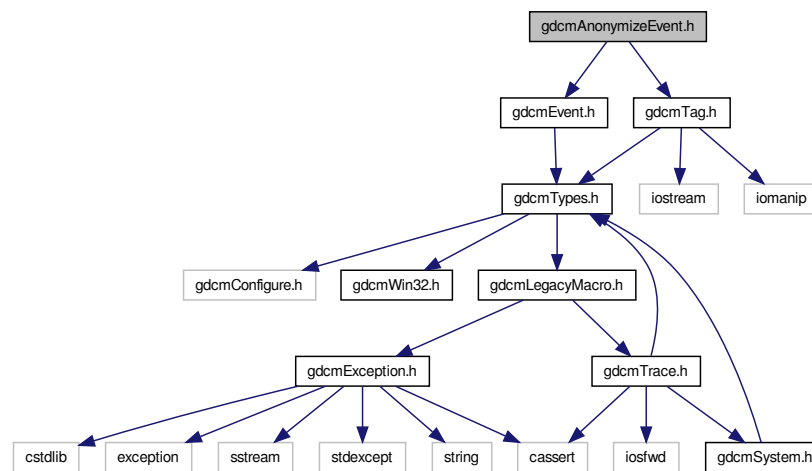 gdcmAnonymizeEvent.h
gdcmEvent.h
gdcmTag.h
gdcmTypes.h
iostream
iomanip
gdcmConfigure.h
gdcmWin32.h
gdcmLegacyMacro.h
gdcmException.h
gdcmTrace.h
cstdlib
exception
sstream
stdexcept
string
cassert
iosfwd
gdcmSystem.h